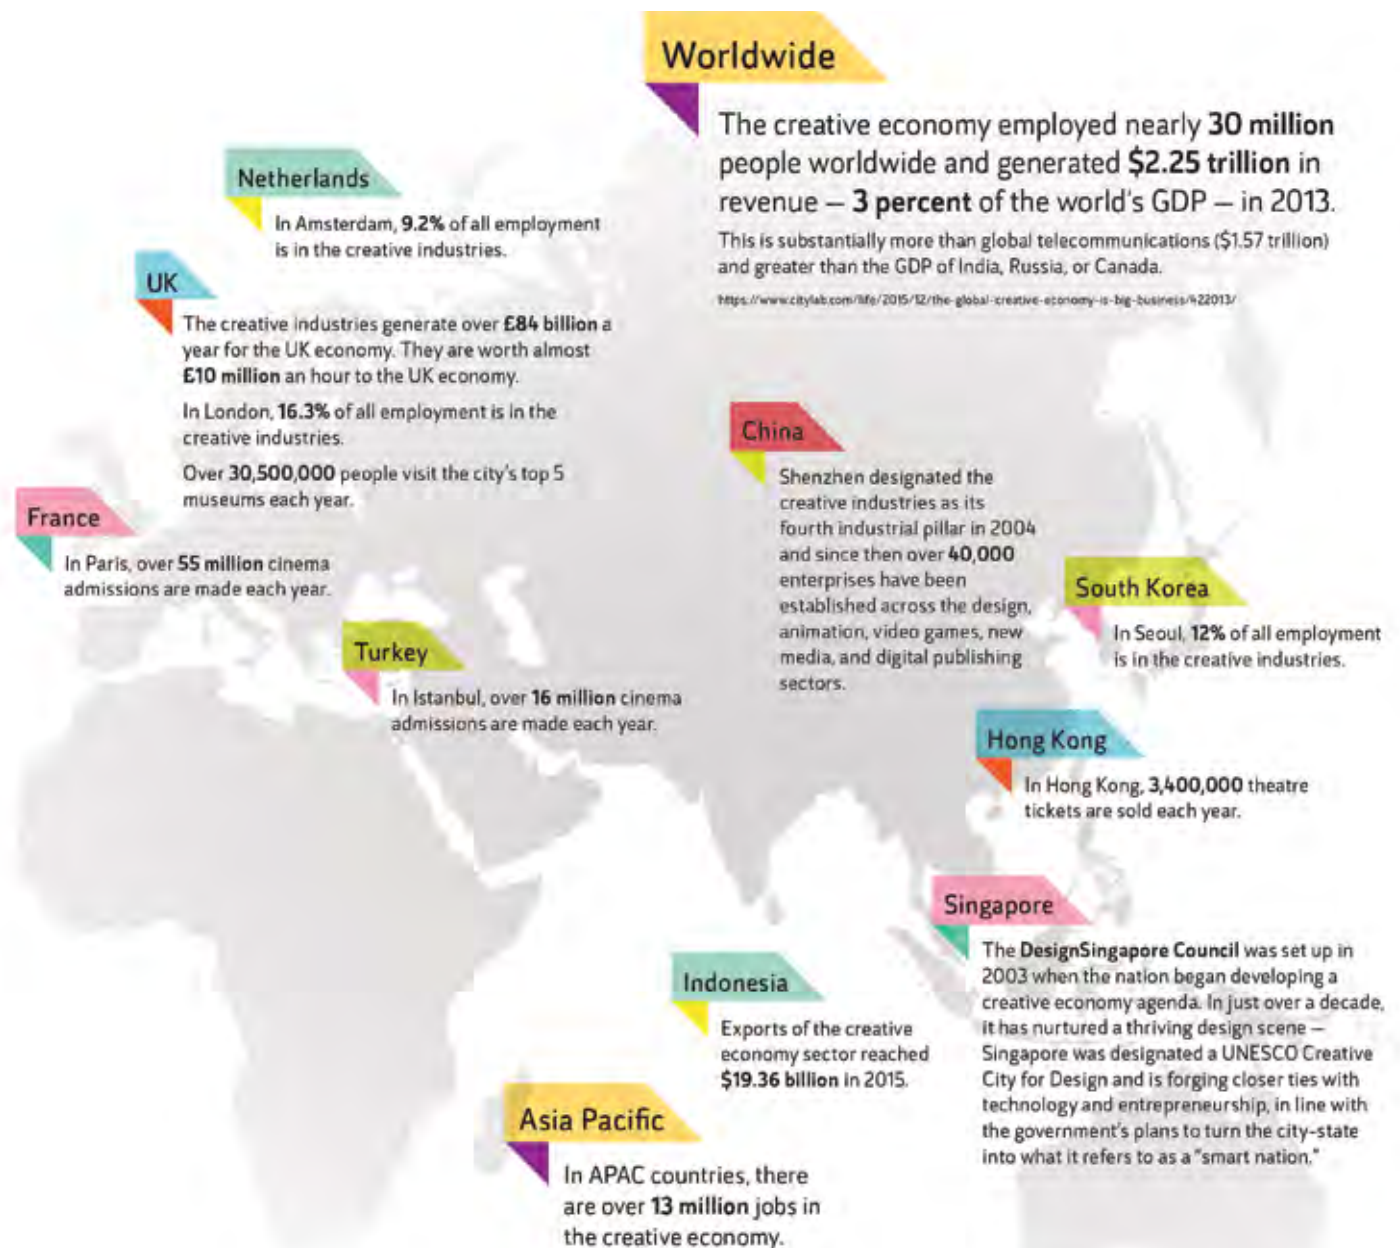 Worldwide
The creative economy employed nearly 30 million
people worldwide and generated $2.25 trillion in
revenue — 3 percent of the world's GDP — in 2013.
This is substantially more than global telecommunications ($1.57 trillion)
and greater than the GDP of India, Russia, or Canada.
https://www.citylab.com/life/2015/12/the-global-creative-economy-is-big-business/422013/
Netherlands
In Amsterdam, 9.2% of all employment
is in the creative industries.
UK
The creative industries generate over £84 billion a
year for the UK economy. They are worth almost
£10 million an hour to the UK economy.
In London, 16.3% of all employment is in the
creative industries.
Over 30,500,000 people visit the city's top 5
museums each year.
France
In Paris, over 55 million cinema
admissions are made each year.
Turkey
In Istanbul, over 16 million cinema
admissions are made each year.
China
Shenzhen designated the
creative industries as its
fourth industrial pillar in 2004
and since then over 40,000
enterprises have been
established across the design,
animation, video games, new
media, and digital publishing
sectors.
South Korea
In Seoul, 12% of all employment
is in the creative industries.
Hong Kong
In Hong Kong, 3,400,000 theatre
tickets are sold each year.
Singapore
The DesignSingapore Council was set up in
2003 when the nation began developing a
creative economy agenda. In just over a decade,
it has nurtured a thriving design scene —
Singapore was designated a UNESCO Creative
City for Design and is forging closer ties with
technology and entrepreneurship, in line with
the government's plans to turn the city-state
into what it refers to as a "smart nation."
Indonesia
Exports of the creative
economy sector reached
$19.36 billion in 2015.
Asia Pacific
In APAC countries, there
are over 13 million jobs in
the creative economy.